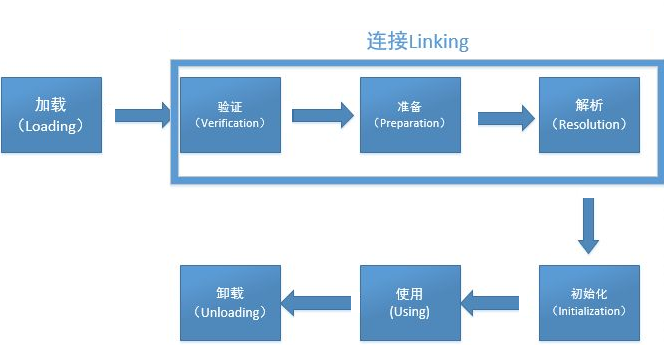 连接Linking
加载
（Loading）
验证
（Verification）
准备
（Preparation）
解析
（Resolution）
卸载
（Unloading）
使用
(Using)
初始化
（Initialization）